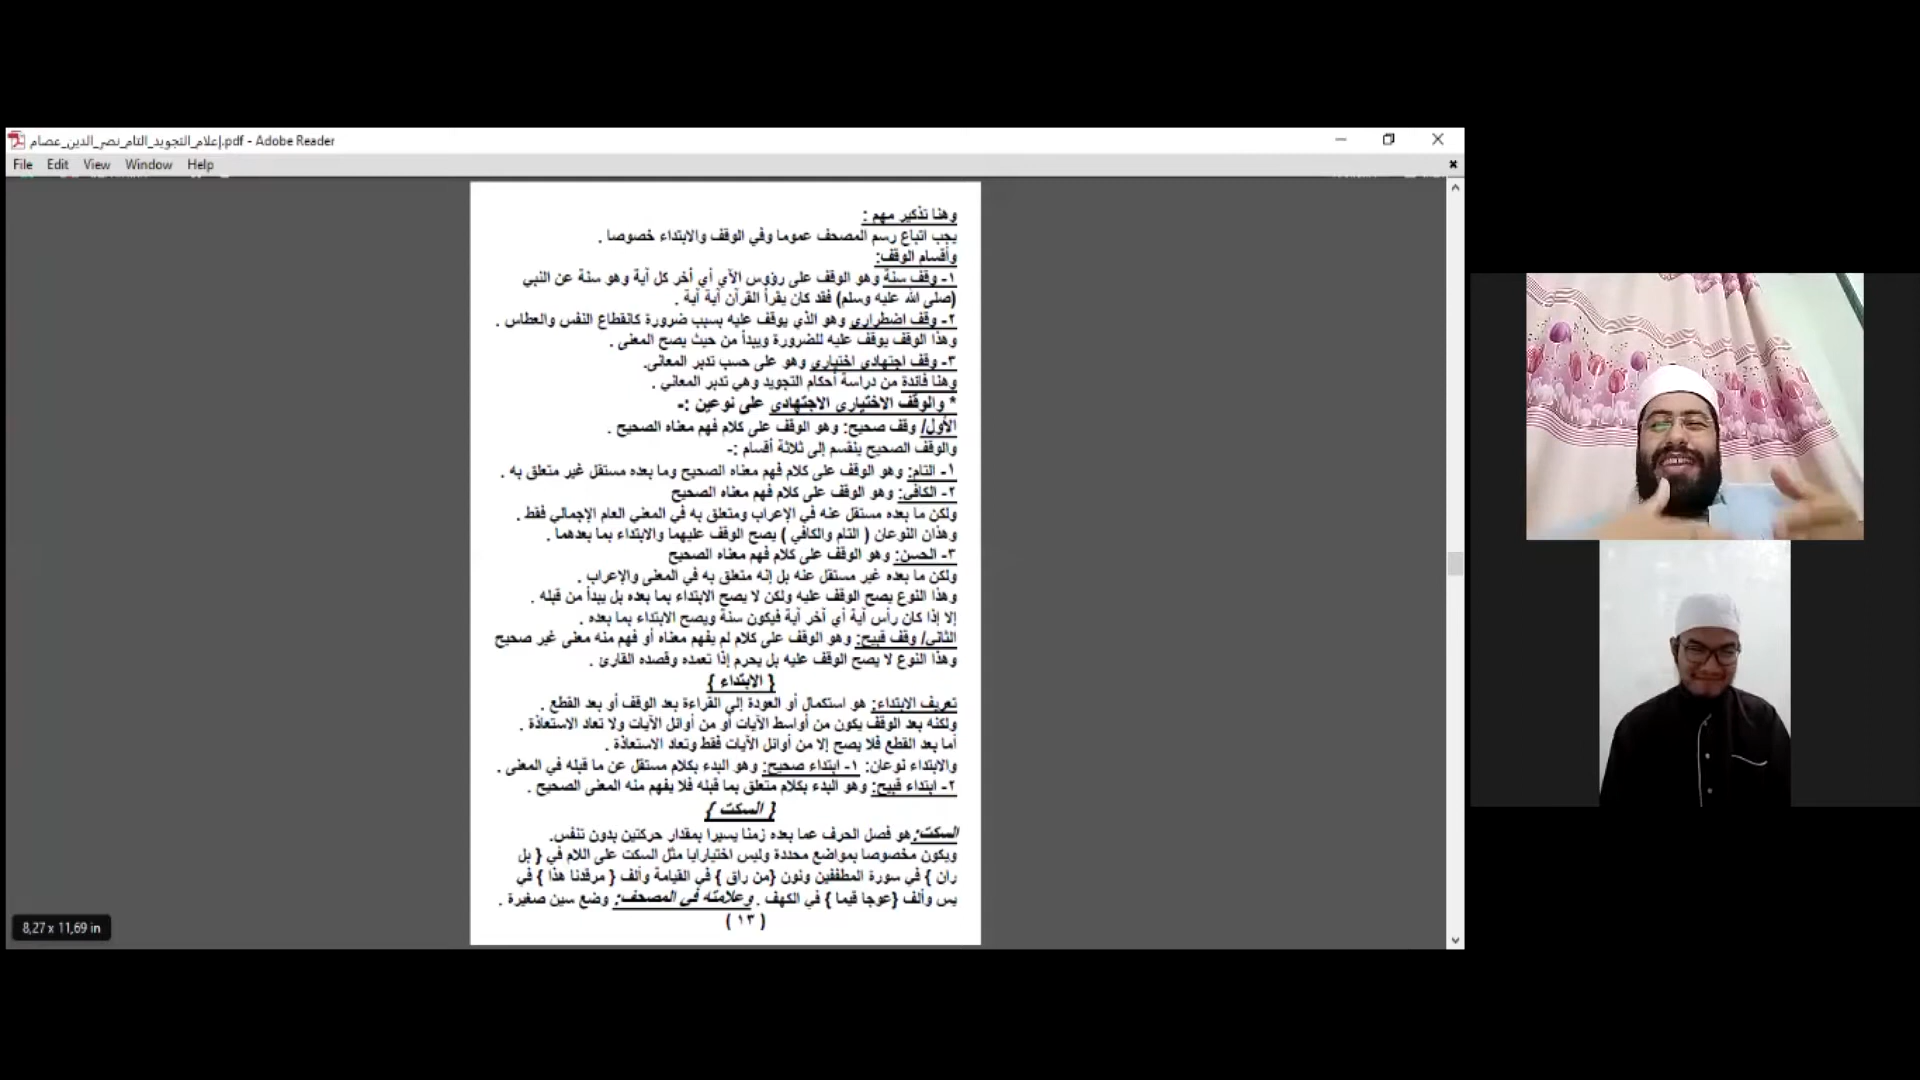 إعلام_التجويد_التام_نصر_الدين_عصام.pdf - Adobe Reader
File Edit View Window Help
وهنا تذكير مهم :
يجب اتباع رسم المصحف عموما وفي الوقف والابتداء خصوصا .
وأقسام الوقف:
١- وقف سنة وهو الوقف على رؤوس الآي أي أخر كل آية وهو سنة عن النبي
(صلى الله عليه وسلم) فقد كان يقرأ القرآن آية آية .
٢- وقف اضطراري وهو الذي يوقف عليه بسبب ضرورة كانقطاع النفس والعطاس .
وهذا الوقف يوقف عليه للضرورة ويبدأ من حيث يصح المعنى .
٣- وقف اجتهادي اختياري وهو على حسب تدبر المعانى.
وهنا فائدة من دراسة أحكام التجويد وهي تدبر المعاني .
* والوقف الاختيارى الاجتهادى على نوعين :-
الأول/ وقف صحيح: وهو الوقف على كلام فهم معناه الصحيح .
والوقف الصحيح ينقسم إلى ثلاثة أقسام :-
١- التام: وهو الوقف على كلام فهم معناه الصحيح وما بعده مستقل غير متعلق به .
٢- الكافى: وهو الوقف على كلام فهم معناه الصحيح
ولكن ما بعده مستقل عنه في الإعراب ومتعلق به في المعني العام الإجمالي فقط .
وهذان النوعان ( التام والكافي ) يصح الوقف عليهما والابتداء بما بعدهما .
٣- الحسن: وهو الوقف على كلام فهم معناه الصحيح
ولكن ما بعده غير مستقل عنه بل إنه متعلق به في المعنى والإعراب .
وهذا النوع يصح الوقف عليه ولكن لا يصح الابتداء بما بعده بل يبدأ من قبله .
إلا إذا كان رأس آية أي أخر آية فيكون سنة ويصح الابتداء بما بعده .
الثاني/ وقف قبيح: وهو الوقف على كلام لم يفهم معناه أو فهم منه معنى غير صحيح
وهذا النوع لا يصح الوقف عليه بل يحرم إذا تعمده وقصده القارئ .
{ الابتداء }
تعريف الابتداء: هو استكمال أو العودة إلى القراءة بعد الوقف أو بعد القطع .
ولكنه بعد الوقف يكون من أواسط الآيات أو من أوائل الآيات ولا تعاد الاستعاذة .
أما بعد القطع فلا يصح إلا من أوائل الآيات فقط وتعاد الاستعاذة .
والابتداء نوعان: ١- ابتداء صحيح: وهو البدء بكلام مستقل عن ما قبله في المعنى .
٢- ابتداء قبيح: وهو البدء بكلام متعلق بما قبله فلا يفهم منه المعنى الصحيح .
{ السكت }
السكت: هو فصل الحرف عما بعده زمنا يسيرا بمقدار حركتين بدون تنفس.
ويكون مخصوصا بمواضع محددة وليس اختياريا مثل السكت على اللام في { بل
ران } في سورة المطففين ونون {من راق } في القيامة وألف { مرقدنا هذا } في
يس وألف {عوجا قيما } في الكهف . وعلامته في المصحف: وضع سين صغيرة .
( ١٣ )
8,27 x 11,69 in